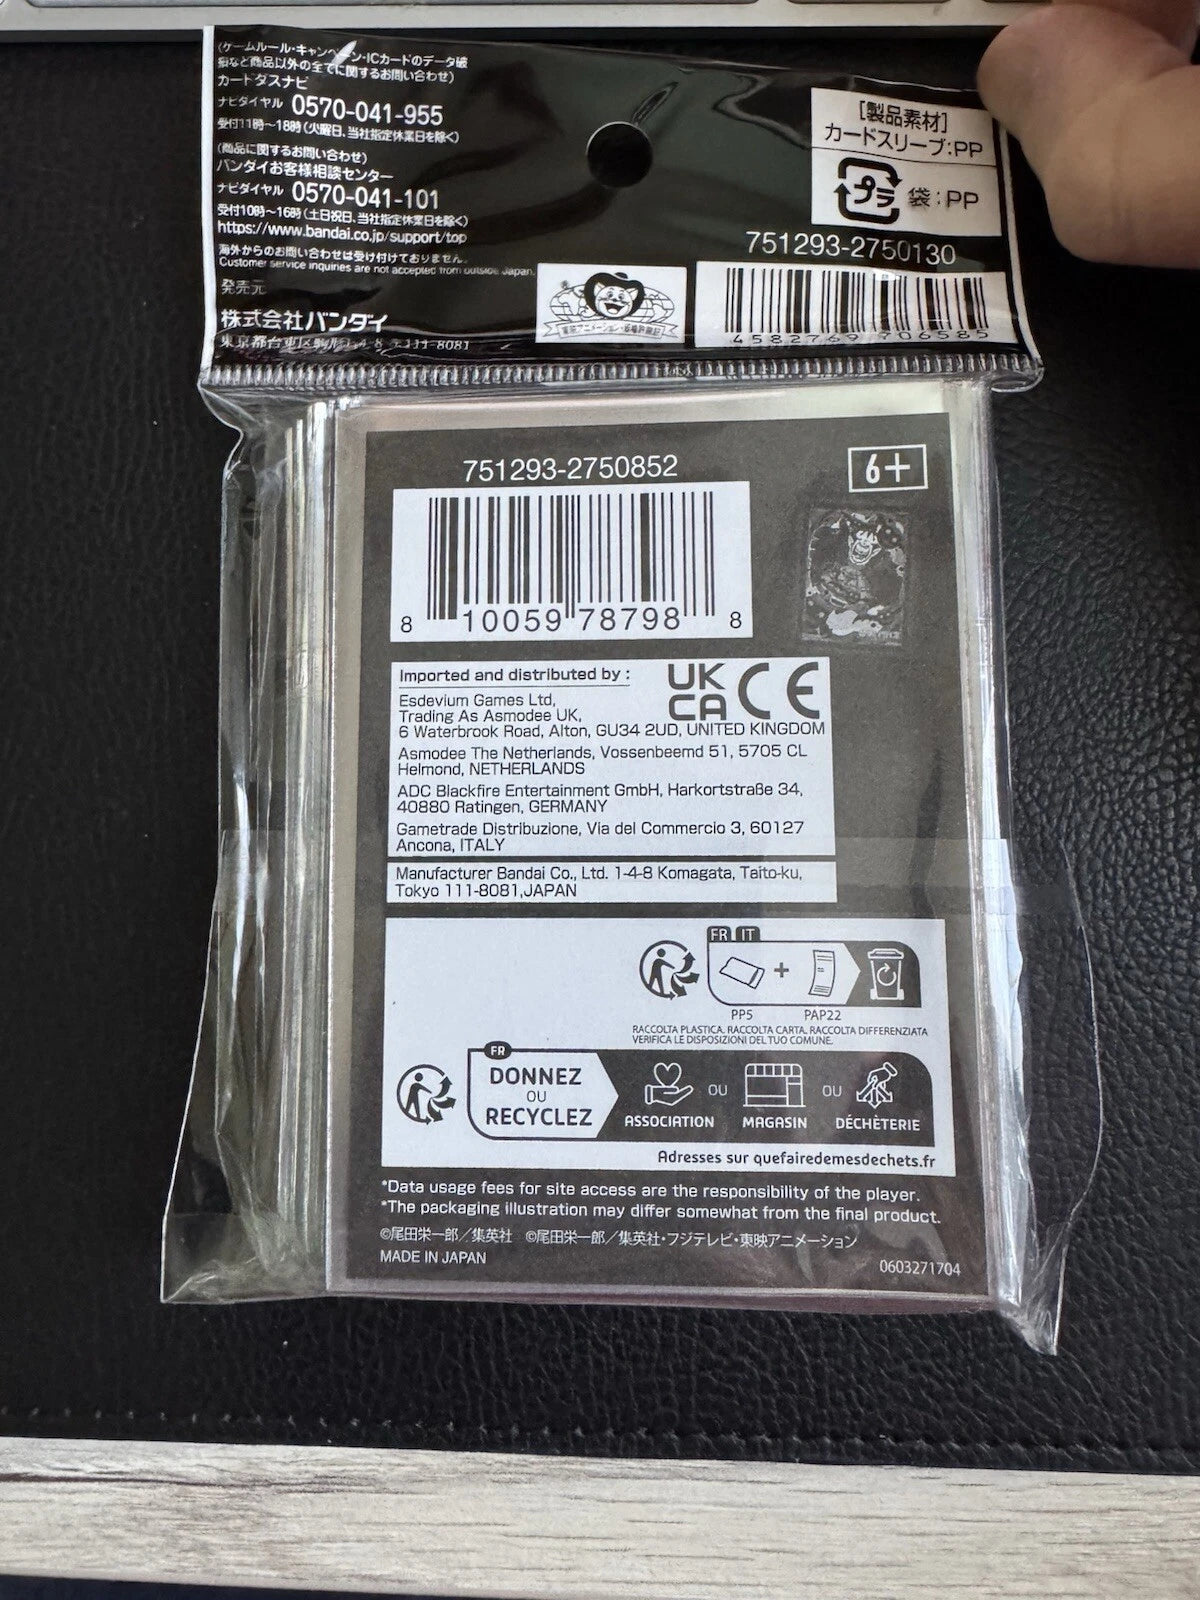 (ゲームルール・キャンペーン・ICカードのデータ破
損など商品以外の全てに関するお問い合わせ)
カードダスナビ
ナビダイヤル 0570-041-955
受付11時～18時(火曜日、当社指定休業日を除く)
(商品に関するお問い合わせ)
バンダイお客様相談センター
ナビダイヤル 0570-041-101
受付10時～16時(土日祝日、当社指定休業日を除く)
https://www.bandai.co.jp/support/top
海外からのお問い合わせは受け付けておりません。
Customer service inquiries are not accepted from outside Japan.
発売元
株式会社バンダイ
東京都台東区駒形1-4-8 〒111-8081
[製品素材]
カードスリーブ:PP
プラ 袋:PP
751293-2750130
4582769706585
751293-2750852
6+
8 10059 78798 8
Imported and distributed by :
UK
CA CE
Esdevium Games Ltd,
Trading As Asmodee UK,
6 Waterbrook Road, Alton, GU34 2UD, UNITED KINGDOM
Asmodee The Netherlands, Vossenbeemd 51, 5705 CL
Helmond, NETHERLANDS
ADC Blackfire Entertainment GmbH, Harkortstraße 34,
40880 Ratingen, GERMANY
Gametrade Distribuzione, Via del Commercio 3, 60127
Ancona, ITALY
Manufacturer Bandai Co., Ltd. 1-4-8 Komagata, Taito-ku,
Tokyo 111-8081,JAPAN
FR IT
PP5 PAP22
RACCOLTA PLASTICA. RACCOLTA CARTA. RACCOLTA DIFFERENZIATA
VERIFICA LE DISPOSIZIONI DEL TUO COMUNE.
FR
DONNEZ
OU
RECYCLEZ
ASSOCIATION OU MAGASIN OU DÉCHÈTERIE
Adresses sur quefairedemesdechets.fr
*Data usage fees for site access are the responsibility of the player.
*The packaging illustration may differ somewhat from the final product.
©尾田栄一郎／集英社 ©尾田栄一郎／集英社・フジテレビ・東映アニメーション
MADE IN JAPAN
0603271704